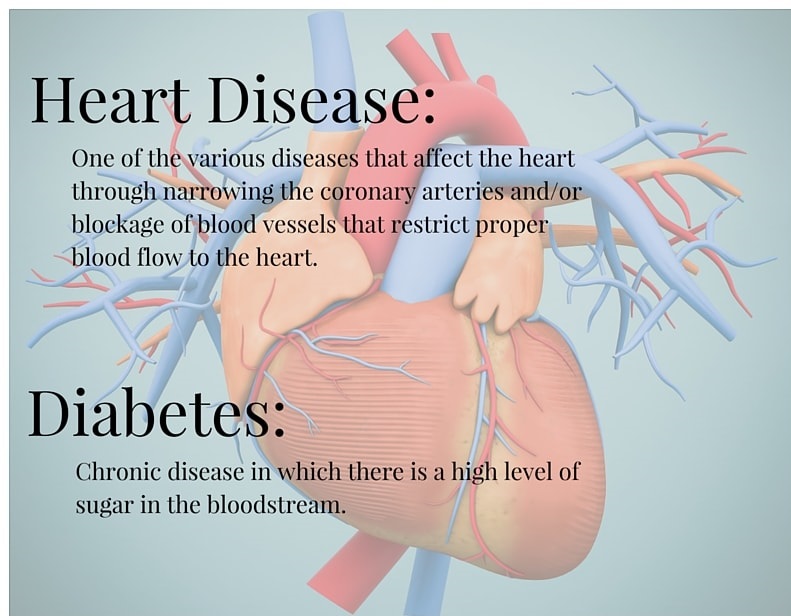 Heart Disease:
One of the various diseases that affect the heart
through narrowing the coronary arteries and/or
blockage of blood vessels that restrict proper
blood flow to the heart.
Diabetes:
Chronic disease in which there is a high level of
sugar in the bloodstream.